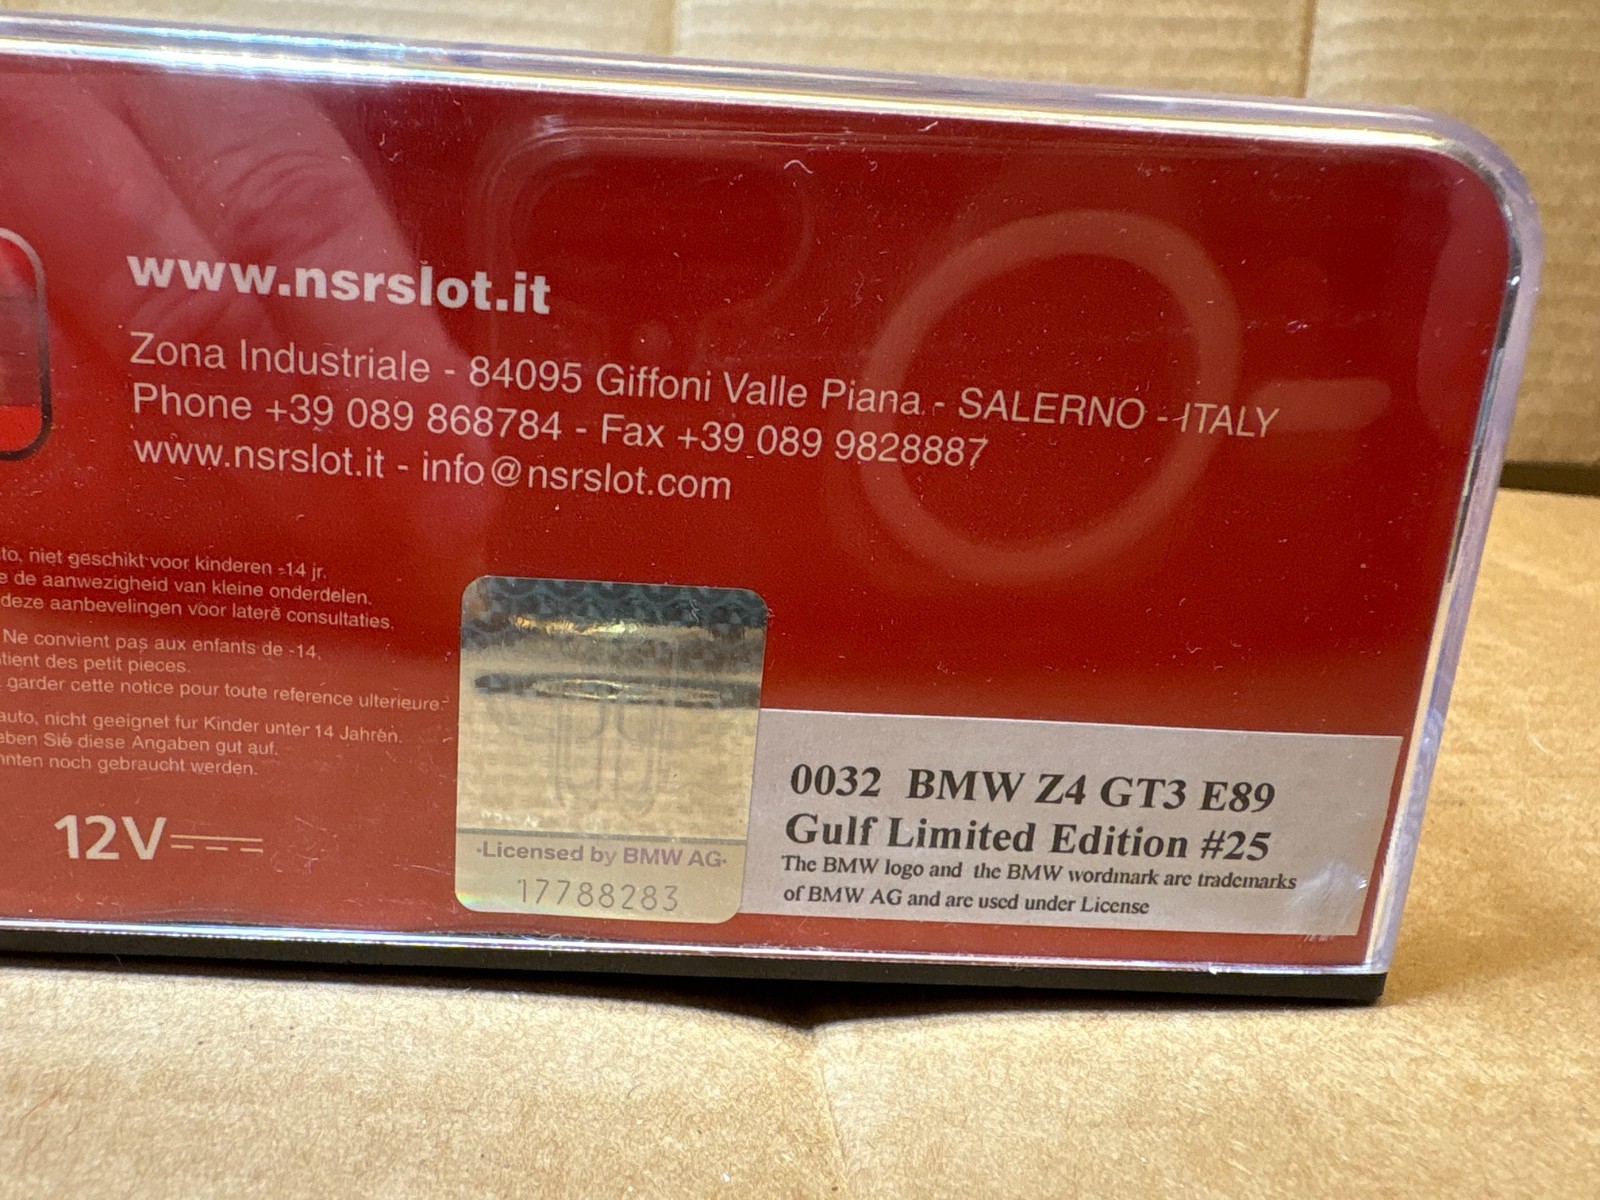 www.nsrslot.it
Zona Industriale - 84095 Giffoni Valle Piana - SALERNO - ITALY
Phone +39 089 868784 - Fax +39 089 9828887
www.nsrslot.it - info@nsrslot.com
to, niet geschikt voor kinderen -14 jr.
e de aanwezigheid van kleine onderdelen.
deze aanbevelingen voor latere consultaties.
Ne convient pas aux enfants de -14.
tient des petit pieces.
garder cette notice pour toute reference ulterieure.
auto, nicht geeignet fur Kinder unter 14 Jahren.
eben Sie diese Angaben gut auf.
nnten noch gebraucht werden.
12V
·Licensed by BMW AG·
17788283
0032 BMW Z4 GT3 E89
Gulf Limited Edition #25
The BMW logo and the BMW wordmark are trademarks
of BMW AG and are used under License